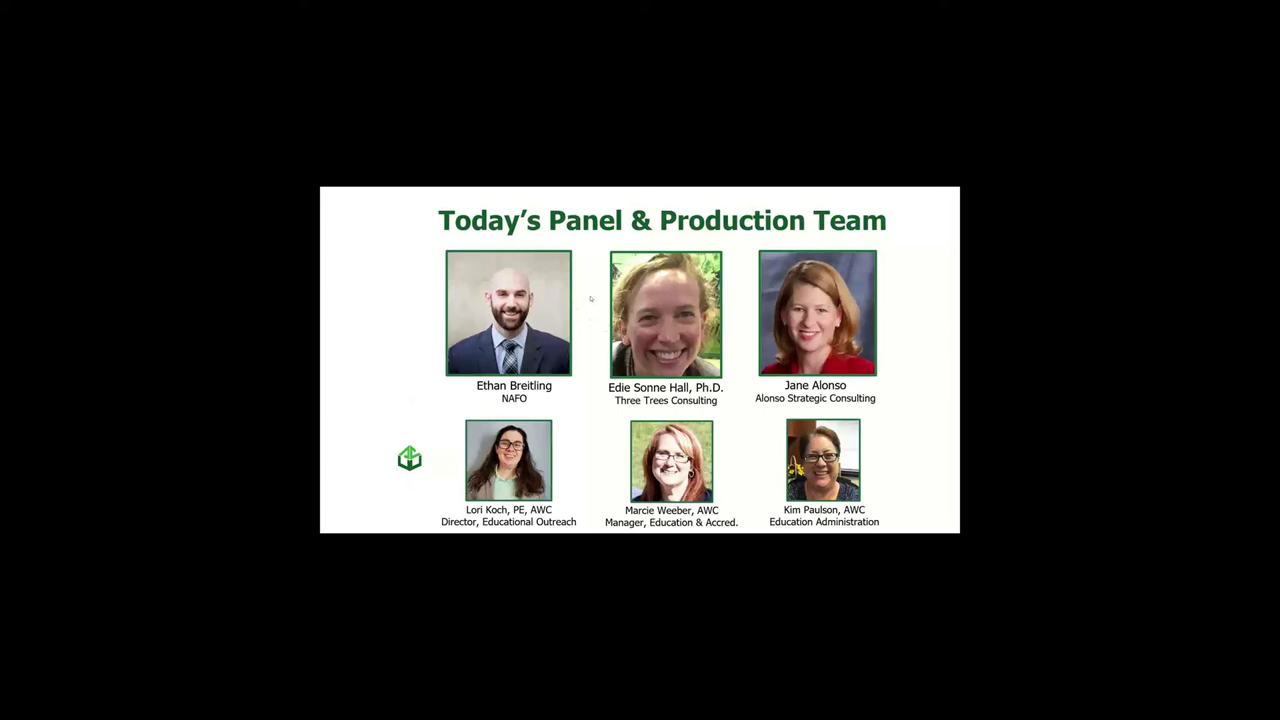 Today's Panel & Production Team
Ethan Breitling
NAFO
Edie Sonne Hall, Ph.D.
Three Trees Consulting
Jane Alonso
Alonso Strategic Consulting
Lori Koch, PE, AWC
Director, Educational Outreach
Marcie Weeber, AWC
Manager, Education & Accred.
Kim Paulson, AWC
Education Administration